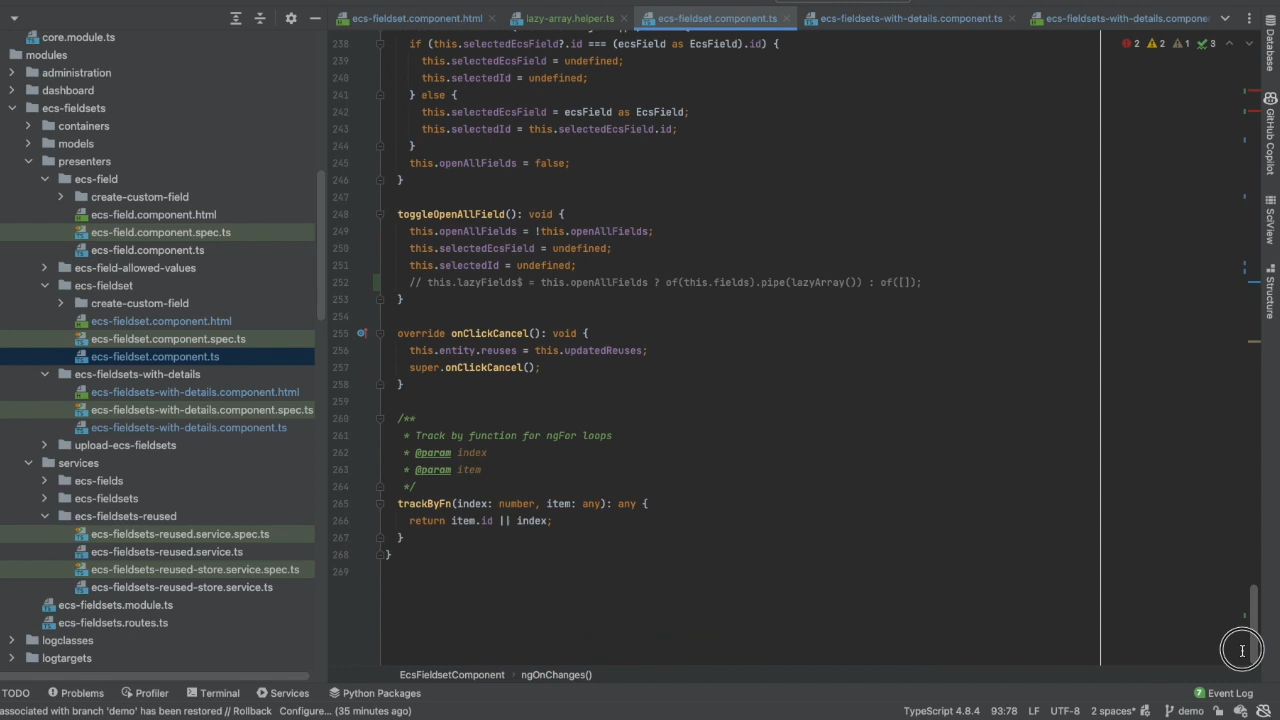 ecs-fieldset.component.html
lazy-array.helper.ts
ecs-fieldset.component.ts
ecs-fieldsets-with-details.component.ts
ecs-fieldsets-with-details.compone
core.module.ts
modules
administration
dashboard
ecs-fieldsets
containers
models
presenters
ecs-field
create-custom-field
ecs-field.component.html
ecs-field.component.spec.ts
ecs-field.component.ts
ecs-field-allowed-values
ecs-fieldset
create-custom-field
ecs-fieldset.component.html
ecs-fieldset.component.spec.ts
ecs-fieldset.component.ts
ecs-fieldsets-with-details
ecs-fieldsets-with-details.component.html
ecs-fieldsets-with-details.component.spec.ts
ecs-fieldsets-with-details.component.ts
upload-ecs-fieldsets
services
ecs-fields
ecs-fieldsets
ecs-fieldsets-reused
ecs-fieldsets-reused.service.spec.ts
ecs-fieldsets-reused.service.ts
ecs-fieldsets-reused-store.service.spec.ts
ecs-fieldsets-reused-store.service.ts
ecs-fieldsets.module.ts
ecs-fieldsets.routes.ts
logclasses
logtargets
238 if (this.selectedEcsField?.id === (ecsField as EcsField).id) {
239 this.selectedEcsField = undefined;
240 this.selectedId = undefined;
241 } else {
242 this.selectedEcsField = ecsField as EcsField;
243 this.selectedId = this.selectedEcsField.id;
244 }
245 this.openAllFields = false;
246 }
247
248 toggleOpenAllField(): void {
249 this.openAllFields = !this.openAllFields;
250 this.selectedEcsField = undefined;
251 this.selectedId = undefined;
252 // this.lazyFields$ = this.openAllFields ? of(this.fields).pipe(lazyArray()) : of([]);
253 }
254
255 override onClickCancel(): void {
256 this.entity.reuses = this.updatedReuses;
257 super.onClickCancel();
258 }
259
260 /**
261 * Track by function for ngFor loops
262 * @param index
263 * @param item
264 */
265 trackByFn(index: number, item: any): any {
266 return item.id || index;
267 }
268 }
269
2 2 1 3
Database
GitHub Copilot
SciView
Structure
EcsFieldsetComponent ngOnChanges()
TODO Problems Profiler Terminal Services Python Packages 7 Event Log
associated with branch 'demo' has been restored // Rollback Configure... (35 minutes ago) TypeScript 4.8.4 93:78 LF UTF-8 2 spaces* demo